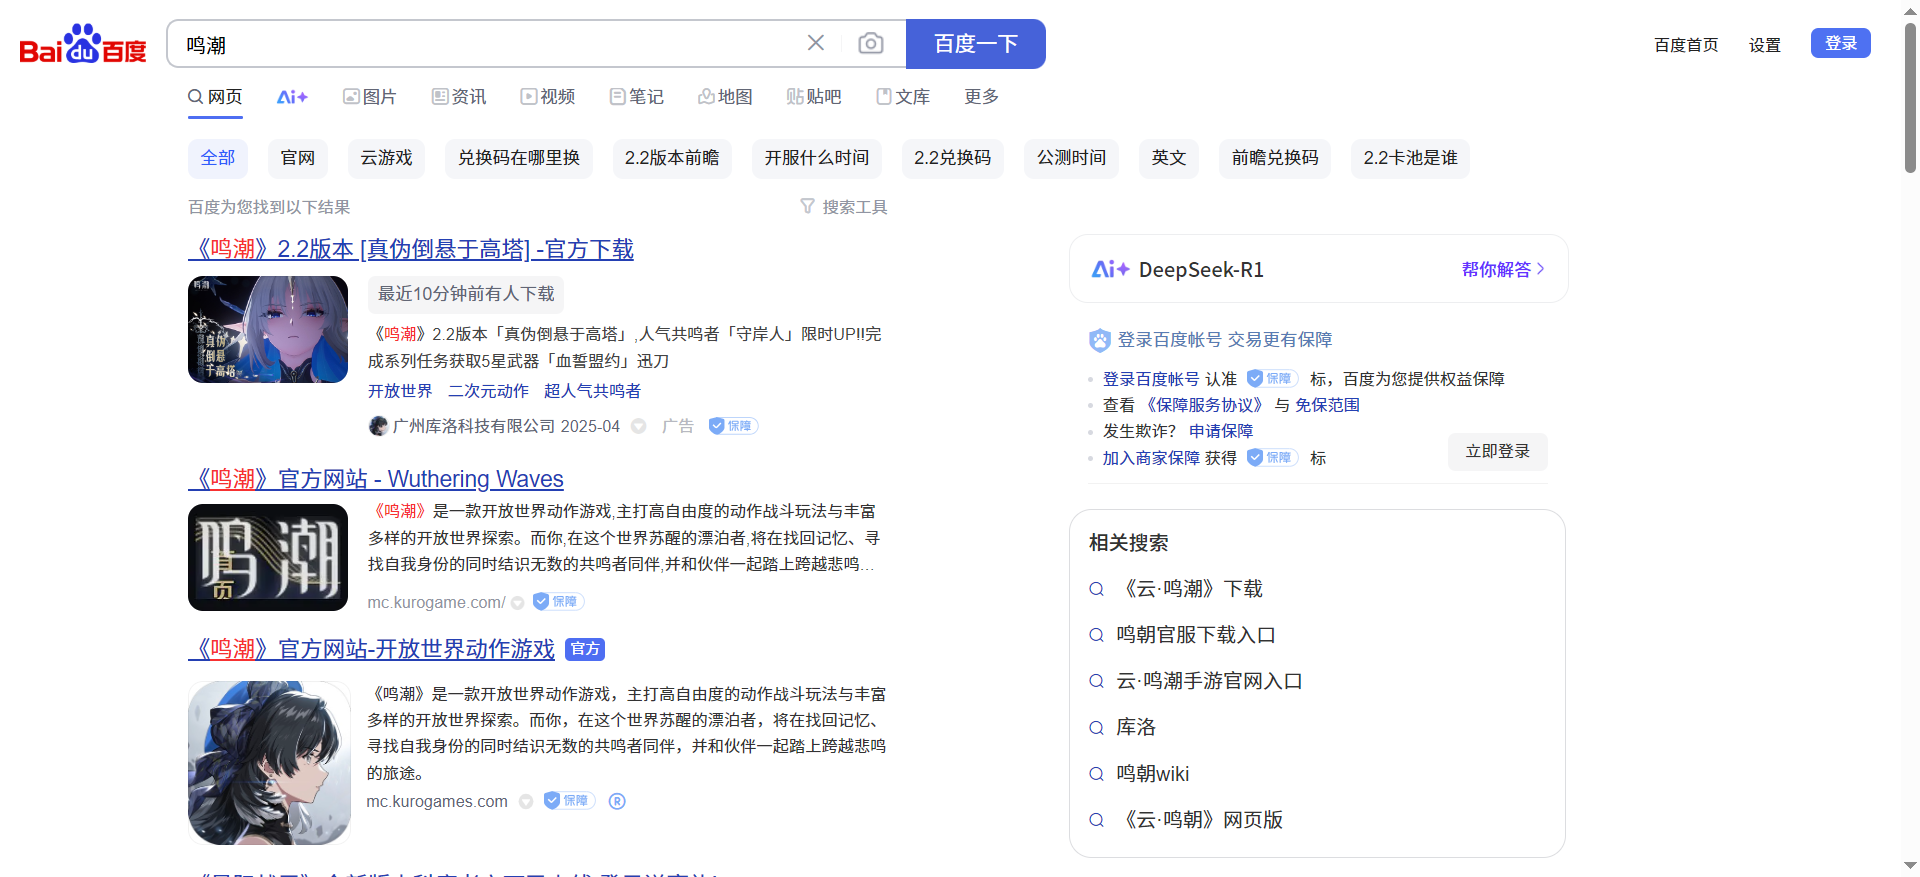 Bai du 百度
鸣潮
百度一下
百度首页 设置 登录
网页 Ai+ 图片 资讯 视频 笔记 地图 贴吧 文库 更多
全部 官网 云游戏 兑换码在哪里换 2.2版本前瞻 开服什么时间 2.2兑换码 公测时间 英文 前瞻兑换码 2.2卡池是谁
百度为您找到以下结果 搜索工具
《鸣潮》2.2版本 [真伪倒悬于高塔] -官方下载
鸣潮
真伪
倒悬
于高塔
最近10分钟前有人下载
《鸣潮》2.2版本「真伪倒悬于高塔」,人气共鸣者「守岸人」限时UP!!完
成系列任务获取5星武器「血誓盟约」迅刀
开放世界 二次元动作 超人气共鸣者
广州库洛科技有限公司 2025-04 广告 保障
《鸣潮》官方网站 - Wuthering Waves
鸣潮
首页
《鸣潮》是一款开放世界动作游戏,主打高自由度的动作战斗玩法与丰富
多样的开放世界探索。而你,在这个世界苏醒的漂泊者,将在找回记忆、寻
找自我身份的同时结识无数的共鸣者同伴,并和伙伴一起踏上跨越悲鸣...
mc.kurogame.com/ 保障
《鸣潮》官方网站-开放世界动作游戏 官方
《鸣潮》是一款开放世界动作游戏，主打高自由度的动作战斗玩法与丰富
多样的开放世界探索。而你，在这个世界苏醒的漂泊者，将在找回记忆、
寻找自我身份的同时结识无数的共鸣者同伴，并和伙伴一起踏上跨越悲鸣
的旅途。
mc.kurogames.com 保障 ®
Ai+ DeepSeek-R1 帮你解答
登录百度帐号 交易更有保障
登录百度帐号 认准 保障 标，百度为您提供权益保障
查看 《保障服务协议》 与 免保范围
发生欺诈？ 申请保障
加入商家保障 获得 保障 标
立即登录
相关搜索
《云·鸣潮》下载
鸣朝官服下载入口
云·鸣潮手游官网入口
库洛
鸣朝wiki
《云·鸣朝》网页版